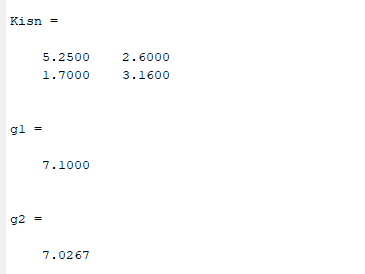 Kisn =
5.2500 2.6000
1.7000 3.1600
g1 =
7.1000
g2 =
7.0267